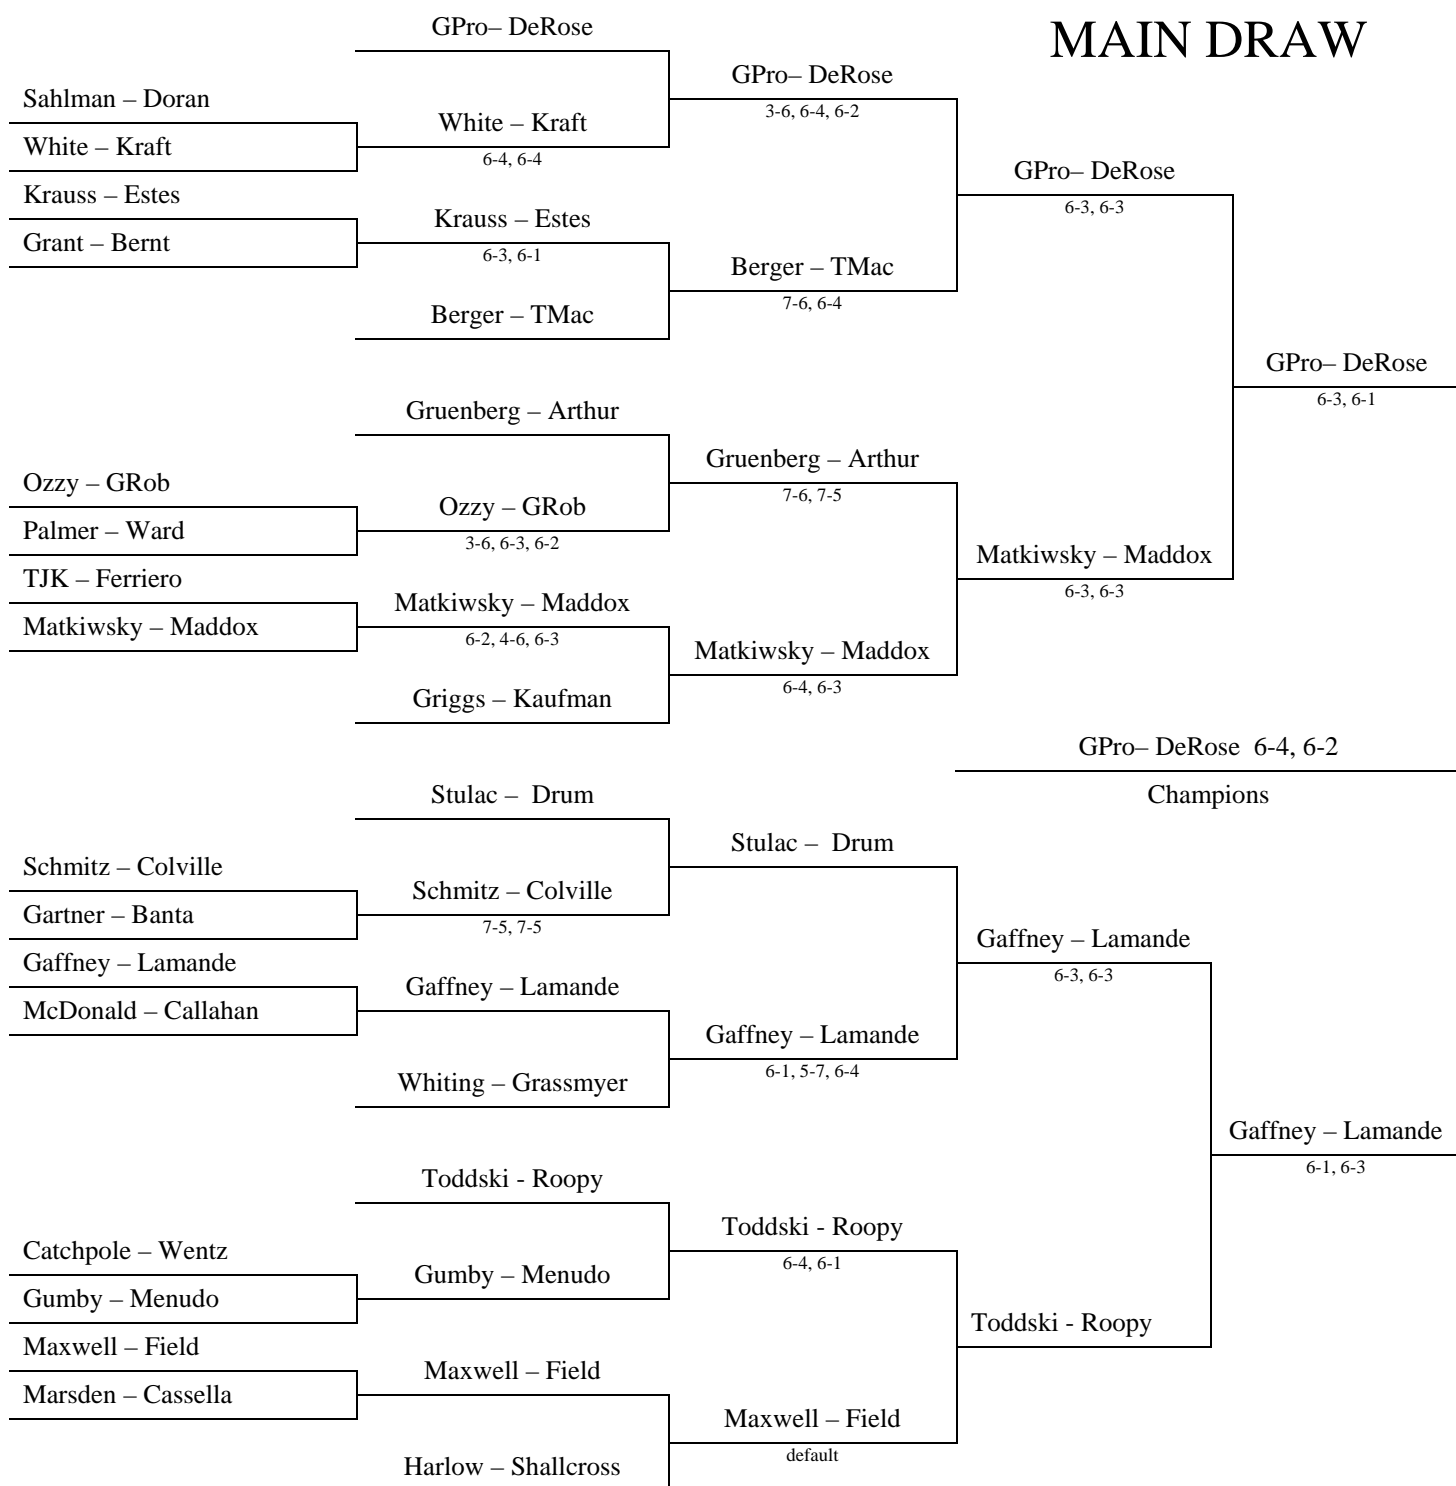 MAIN DRAW
GPro– DeRose
Sahlman – Doran
White – Kraft
Krauss – Estes
Grant – Bernt
White – Kraft
6-4, 6-4
Krauss – Estes
6-3, 6-1
Berger – TMac
GPro– DeRose
3-6, 6-4, 6-2
Berger – TMac
7-6, 6-4
GPro– DeRose
6-3, 6-3
GPro– DeRose
6-3, 6-1
Gruenberg – Arthur
Ozzy – GRob
Palmer – Ward
TJK – Ferriero
Matkiwsky – Maddox
Ozzy – GRob
3-6, 6-3, 6-2
Matkiwsky – Maddox
6-2, 4-6, 6-3
Griggs – Kaufman
Gruenberg – Arthur
7-6, 7-5
Matkiwsky – Maddox
6-4, 6-3
Matkiwsky – Maddox
6-3, 6-3
GPro– DeRose 6-4, 6-2
Champions
Stulac – Drum
Schmitz – Colville
Gartner – Banta
Gaffney – Lamande
McDonald – Callahan
Schmitz – Colville
7-5, 7-5
Gaffney – Lamande
Whiting – Grassmyer
Stulac – Drum
Gaffney – Lamande
6-1, 5-7, 6-4
Gaffney – Lamande
6-3, 6-3
Gaffney – Lamande
6-1, 6-3
Toddski - Roopy
Catchpole – Wentz
Gumby – Menudo
Maxwell – Field
Marsden – Cassella
Gumby – Menudo
Maxwell – Field
Harlow – Shallcross
Toddski - Roopy
6-4, 6-1
Maxwell – Field
default
Toddski - Roopy